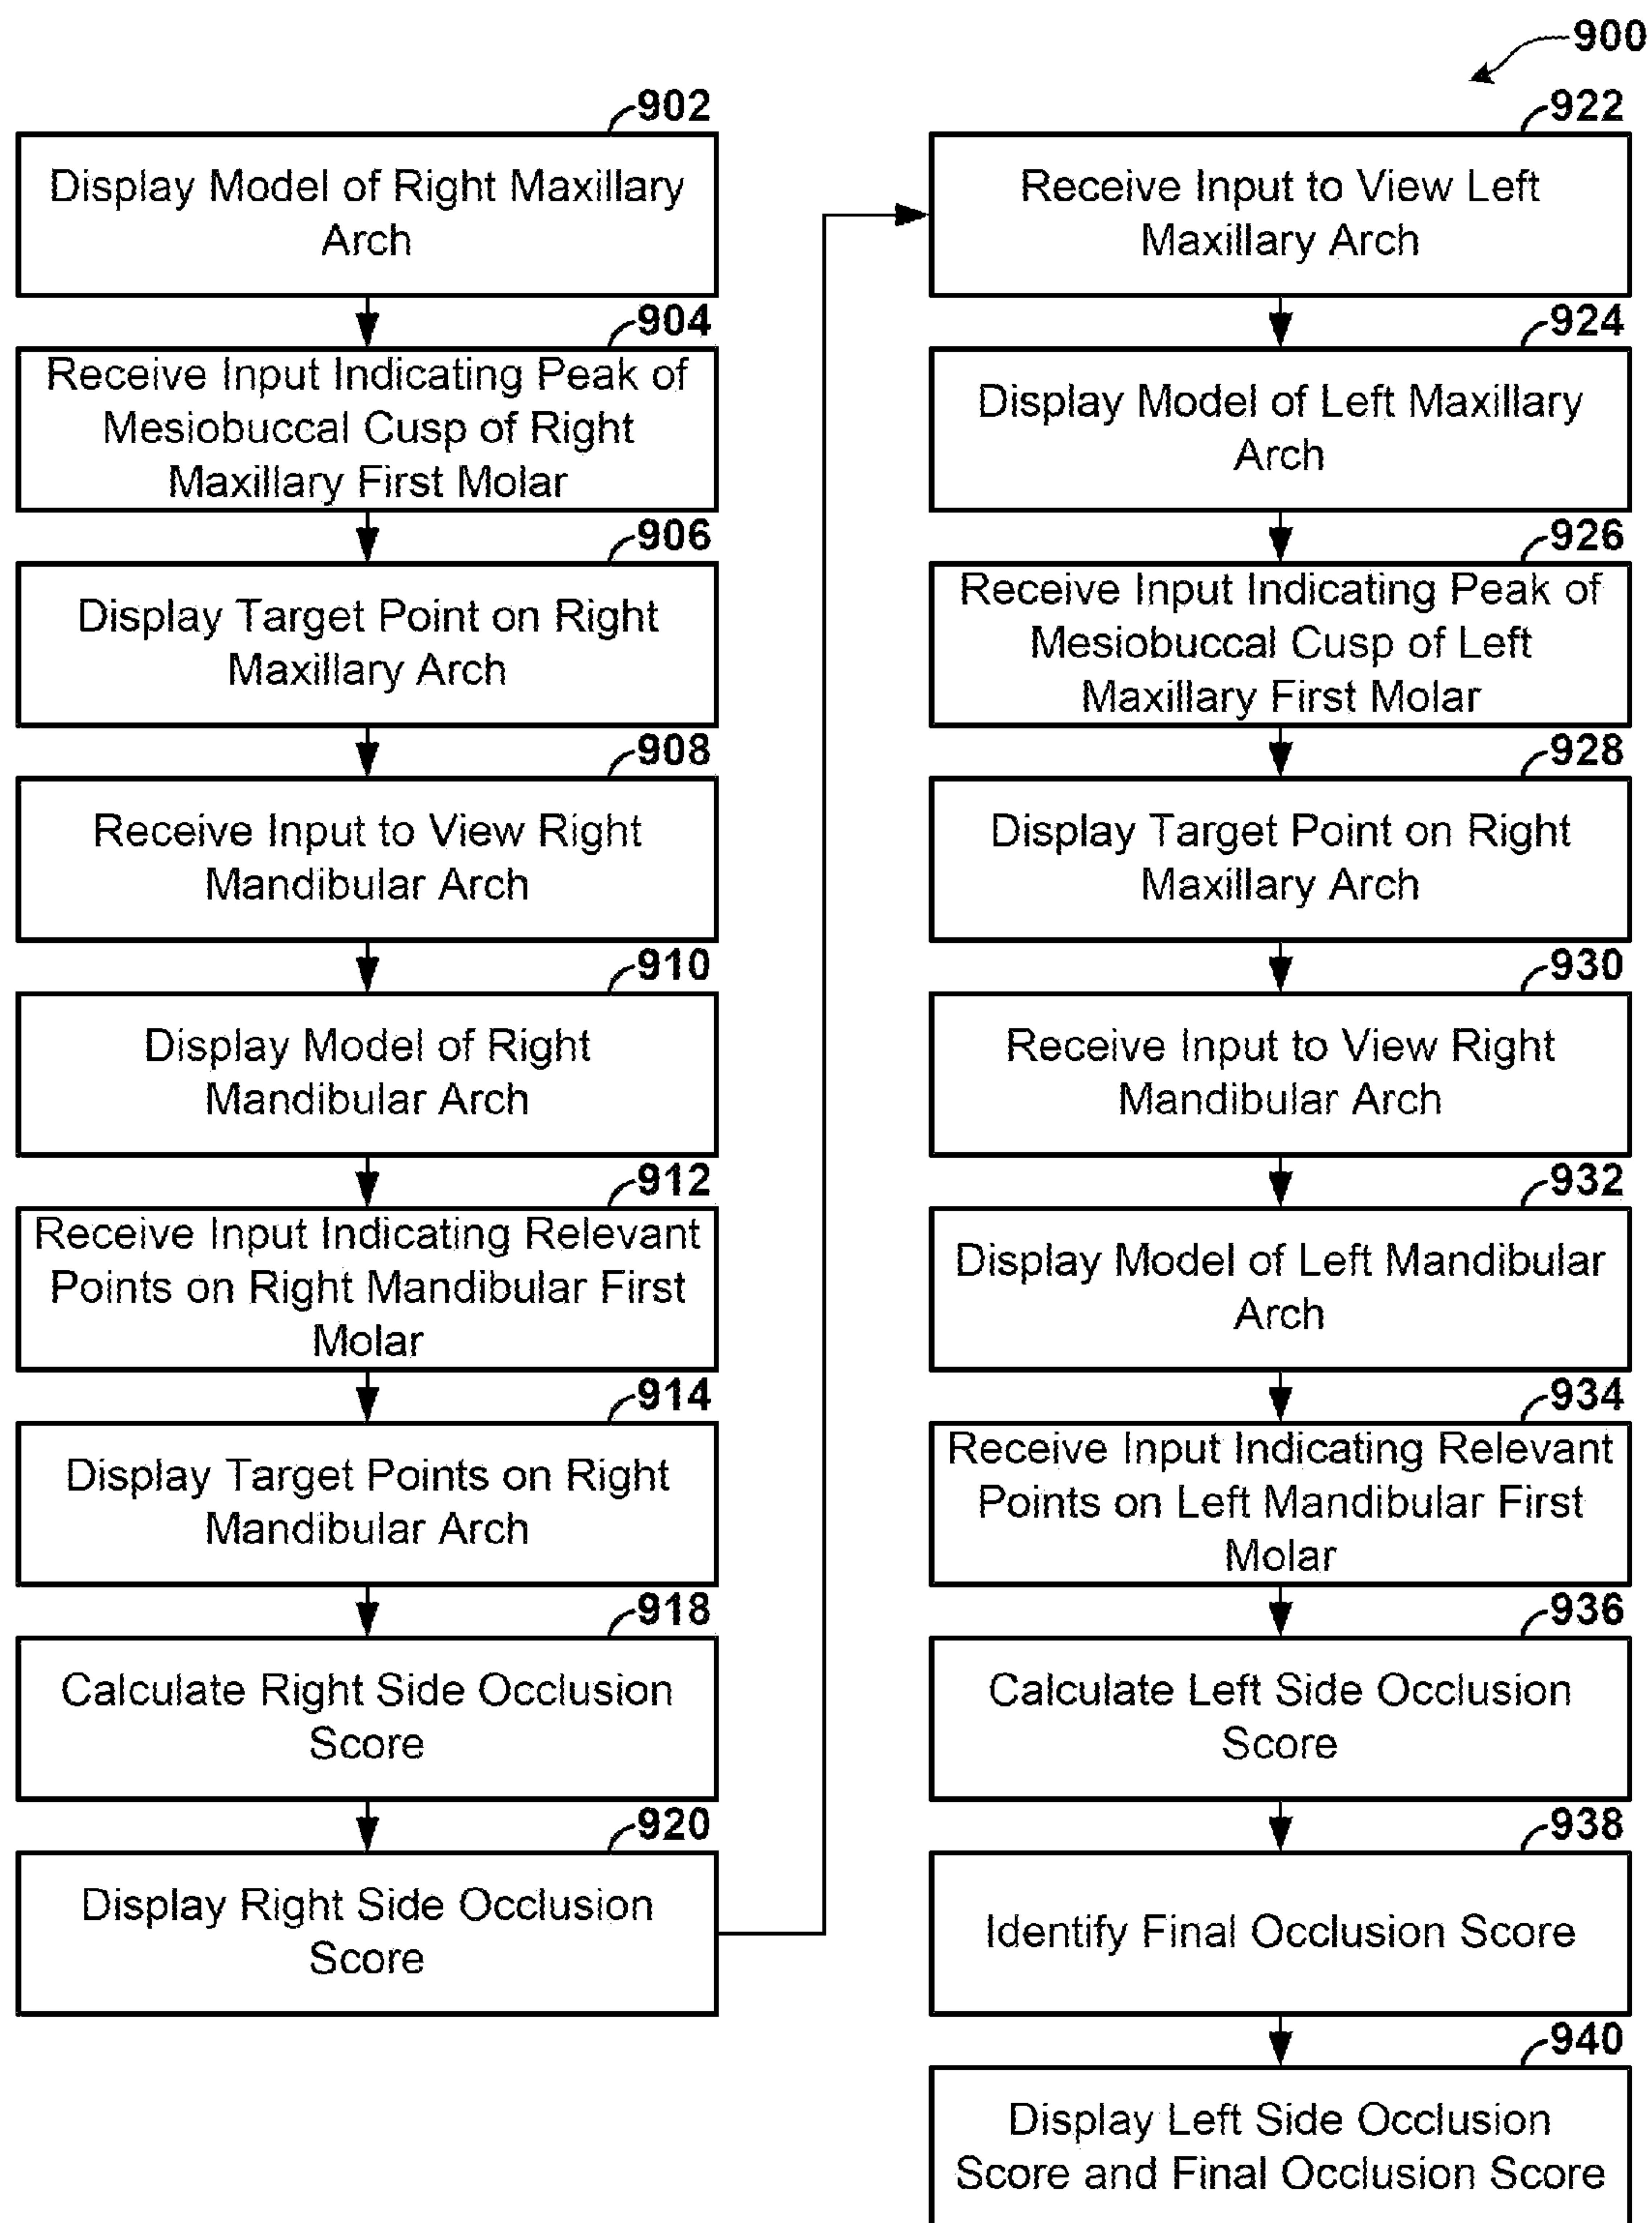 900
902
Display Model of Right Maxillary
Arch
904
Receive Input Indicating Peak of
Mesiobuccal Cusp of Right
Maxillary First Molar
906
Display Target Point on Right
Maxillary Arch
908
Receive Input to View Right
Mandibular Arch
910
Display Model of Right
Mandibular Arch
912
Receive Input Indicating Relevant
Points on Right Mandibular First
Molar
914
Display Target Points on Right
Mandibular Arch
918
Calculate Right Side Occlusion
Score
920
Display Right Side Occlusion
Score
922
Receive Input to View Left
Maxillary Arch
924
Display Model of Left Maxillary
Arch
926
Receive Input Indicating Peak of
Mesiobuccal Cusp of Left
Maxillary First Molar
928
Display Target Point on Right
Maxillary Arch
930
Receive Input to View Right
Mandibular Arch
932
Display Model of Left Mandibular
Arch
934
Receive Input Indicating Relevant
Points on Left Mandibular First
Molar
936
Calculate Left Side Occlusion
Score
938
Identify Final Occlusion Score
940
Display Left Side Occlusion
Score and Final Occlusion Score